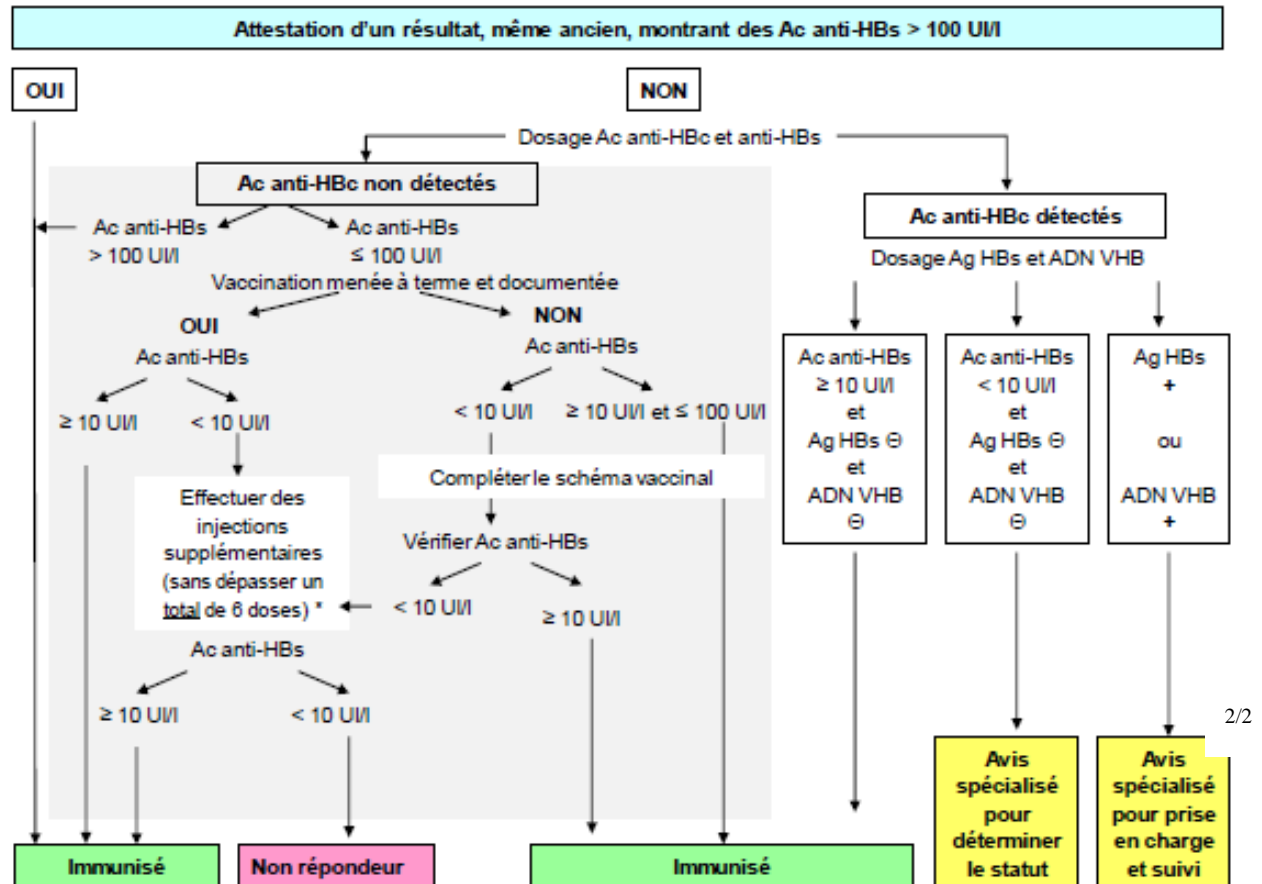 Attestation d'un résultat, même ancien, montrant des Ac anti-HBs > 100 UI/l
OUI
NON
Dosage Ac anti-HBc et anti-HBs
Ac anti-HBc non détectés
Ac anti-HBs
> 100 UI/l
Ac anti-HBs
≤ 100 UI/l
Vaccination menée à terme et documentée
OUI
Ac anti-HBs
≥ 10 UI/l
< 10 UI/l
NON
Ac anti-HBs
< 10 UI/l
≥ 10 UI/l et ≤ 100 UI/l
Effectuer des
injections
supplémentaires
(sans dépasser un
total de 6 doses) *
Compléter le schéma vaccinal
Vérifier Ac anti-HBs
< 10 UI/l
≥ 10 UI/l
Ac anti-HBs
≥ 10 UI/l
< 10 UI/l
Ac anti-HBc détectés
Dosage Ag HBs et ADN VHB
Ac anti-HBs
≥ 10 UI/l
et
Ag HBs ⊖
et
ADN VHB
⊖
Ac anti-HBs
< 10 UI/l
et
Ag HBs ⊖
et
ADN VHB
⊖
Ag HBs
+
ou
ADN VHB
+
2/2
Immunisé
Non répondeur
Immunisé
Avis
spécialisé
pour
déterminer
le statut
Avis
spécialisé
pour prise
en charge
et suivi